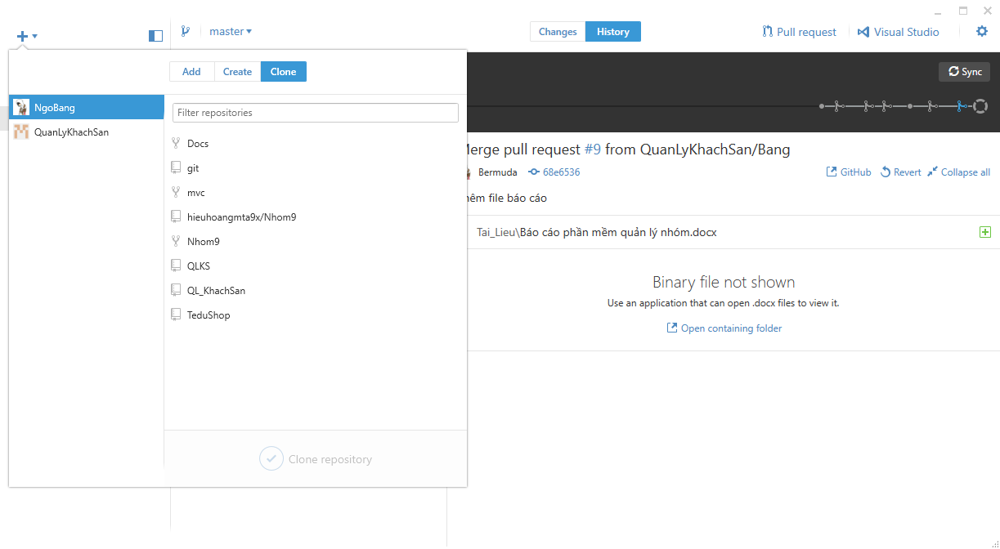 master
Changes
History
Pull request
Visual Studio
Add
Create
Clone
Sync
NgoBang
QuanLyKhachSan
Filter repositories
Docs
git
mvc
hieuhoangmta9x/Nhom9
Nhom9
QLKS
QL_KhachSan
TeduShop
Clone repository
erge pull request #9 from QuanLyKhachSan/Bang
Bermuda
68e6536
GitHub
Revert
Collapse all
êm file báo cáo
Tai_Lieu\Báo cáo phần mềm quản lý nhóm.docx
Binary file not shown
Use an application that can open .docx files to view it.
Open containing folder